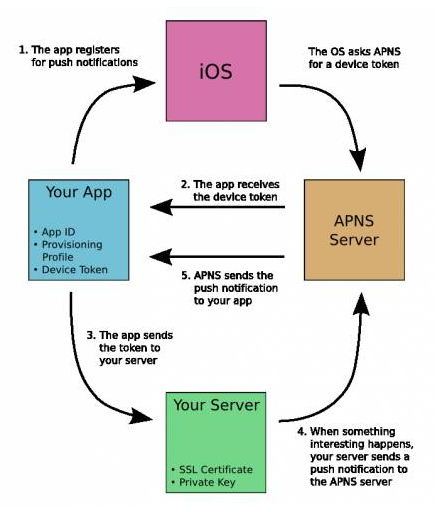 1. The app registers
for push notifications
iOS
The OS asks APNS
for a device token
Your App
• App ID
• Provisioning
Profile
• Device Token
2. The app receives
the device token
APNS
Server
5. APNS sends the
push notification
to your app
3. The app sends
the token to
your server
Your Server
• SSL Certificate
• Private Key
4. When something
interesting happens,
your server sends a
push notification to
the APNS server